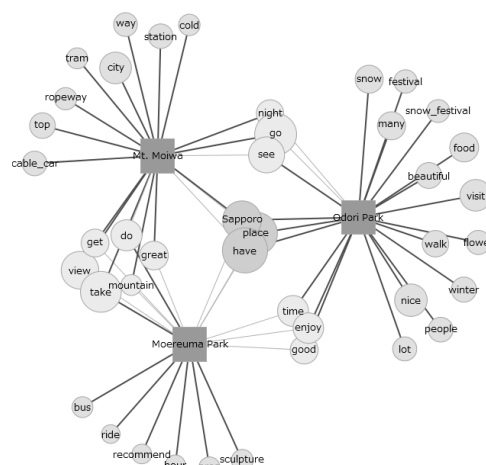 way
station
cold
tram
city
ropeway
top
cable_car
Mt. Moiwa
night
go
see
snow
festival
many
snow_festival
food
beautiful
visit
Sapporo
place
have
Odori Park
walk
flowe
get
do
great
view
take
mountain
winter
nice
people
lot
time
enjoy
good
Moereuma Park
bus
ride
recommend
hour
sculpture